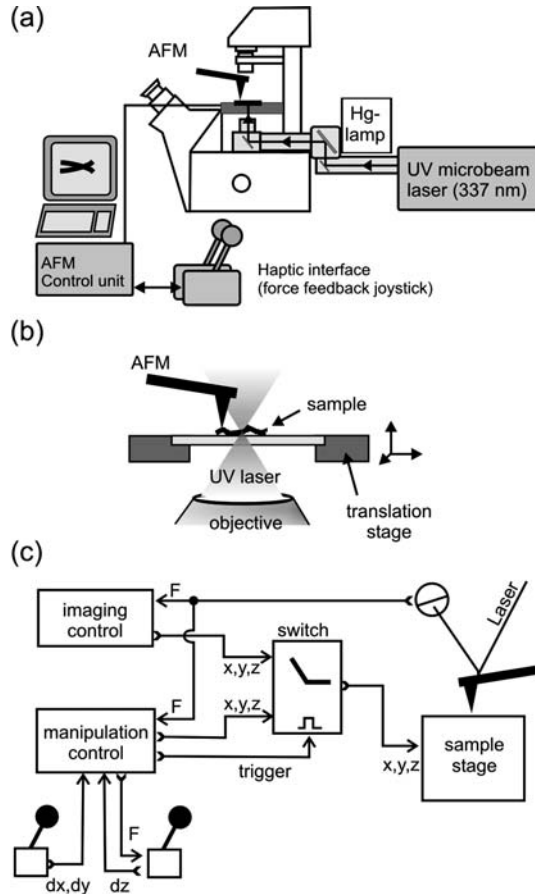 (a)
AFM
Hg-
lamp
UV microbeam
laser (337 nm)
AFM
Control unit
Haptic interface
(force feedback joystick)
(b)
AFM
sample
UV laser
objective
translation
stage
(c)
F
imaging
control
switch
Laser
x,y,z
F
x,y,z
manipulation
control
trigger
x,y,z
sample
stage
F
dx,dy
dz